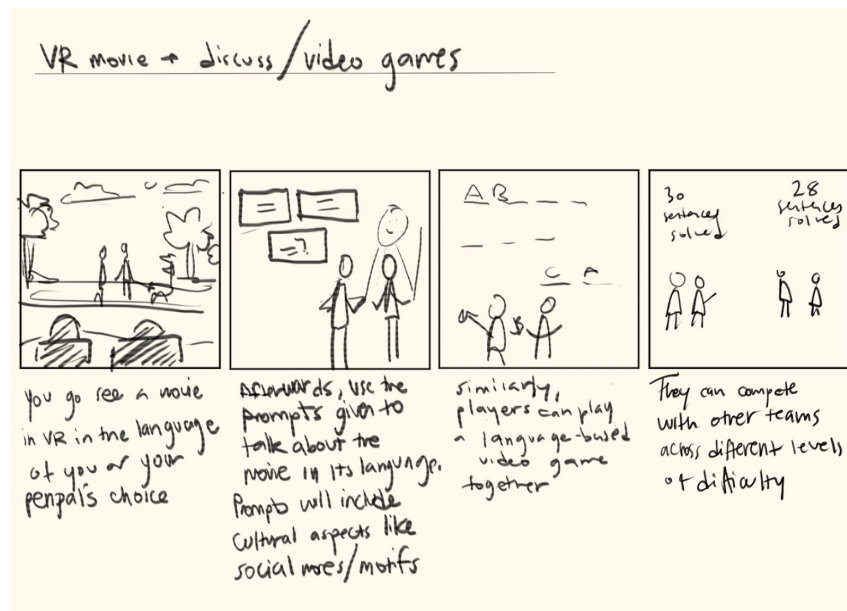 VR movie + discuss/video games
AB
C A
=?
30
sentences
solved
28
sentences
solved
you go see a movie
in VR in the language
of you or your
penpal's choice
Afterwards, use the
prompts given to
talk about the
movie in its language.
Prompts will include
cultural aspects like
social mores/motifs
similarly,
players can play
a language-based
video game
together
They can compete
with other teams
across different levels
of difficulty